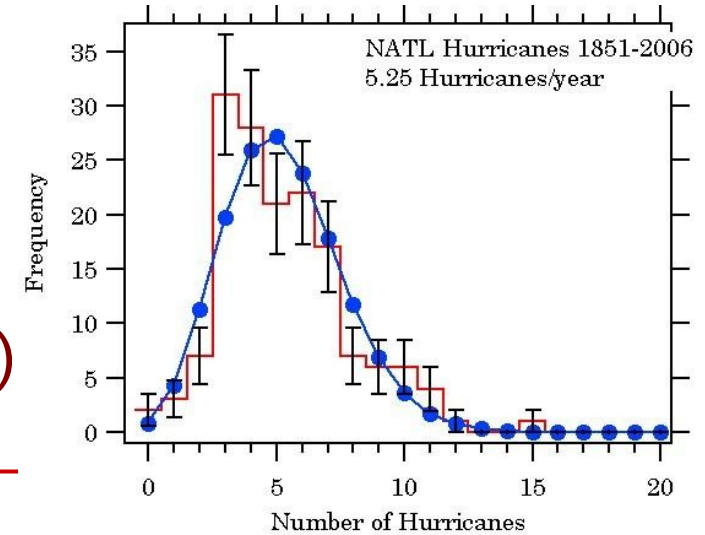 NATL Hurricanes 1851-2006
5.25 Hurricanes/year
35
30
25
20
15
10
5
0
Frequency
)
0 5 10 15 20
Number of Hurricanes